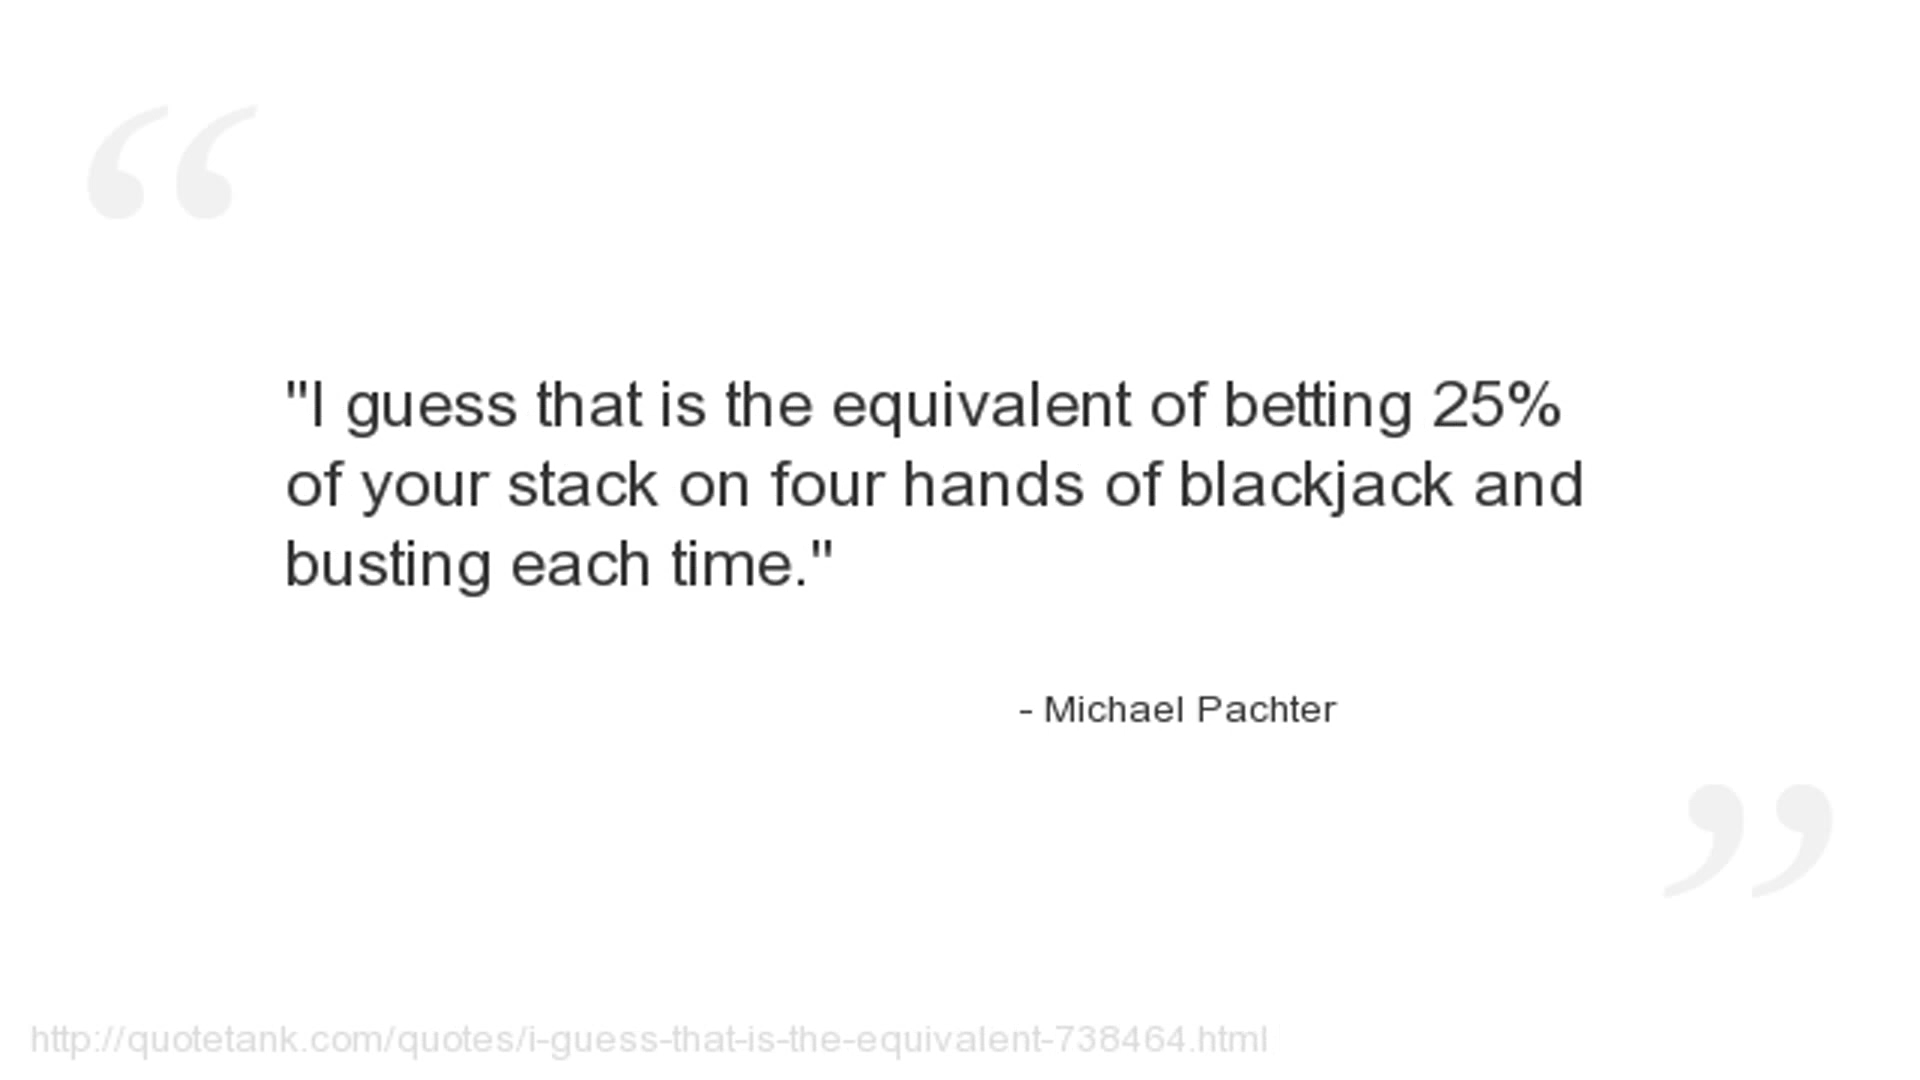 "I guess that is the equivalent of betting 25%
of your stack on four hands of blackjack and
busting each time."
- Michael Pachter
http://quotetank.com/quotes/i-guess-that-is-the-equivalent-738464.html